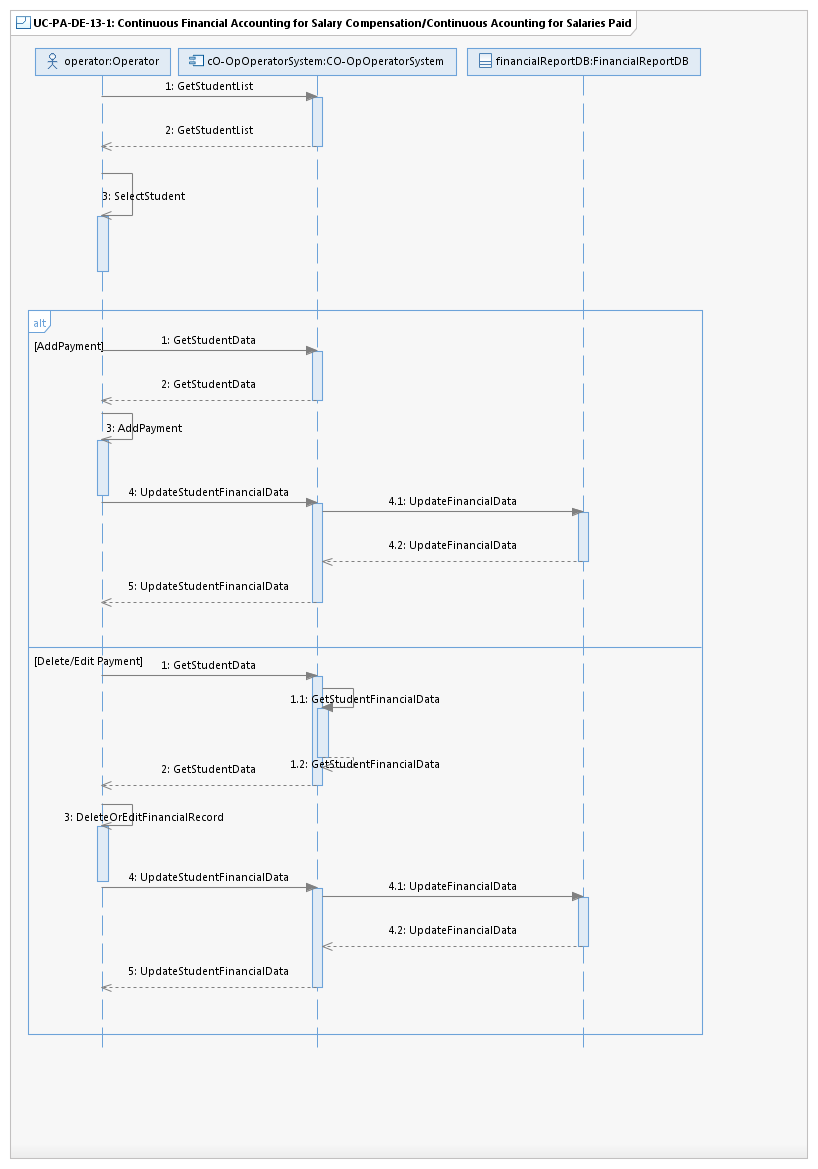 UC-PA-DE-13-1: Continuous Financial Accounting for Salary Compensation/Continuous Acounting for Salaries Paid
operator:Operator
cO-OpOperatorSystem:CO-OpOperatorSystem
financialReportDB:FinancialReportDB
1: GetStudentList
2: GetStudentList
3: SelectStudent
alt
[AddPayment]
1: GetStudentData
2: GetStudentData
3: AddPayment
4: UpdateStudentFinancialData
4.1: UpdateFinancialData
4.2: UpdateFinancialData
5: UpdateStudentFinancialData
[Delete/Edit Payment]
1: GetStudentData
1.1: GetStudentFinancialData
1.2: GetStudentFinancialData
2: GetStudentData
3: DeleteOrEditFinancialRecord
4: UpdateStudentFinancialData
4.1: UpdateFinancialData
4.2: UpdateFinancialData
5: UpdateStudentFinancialData